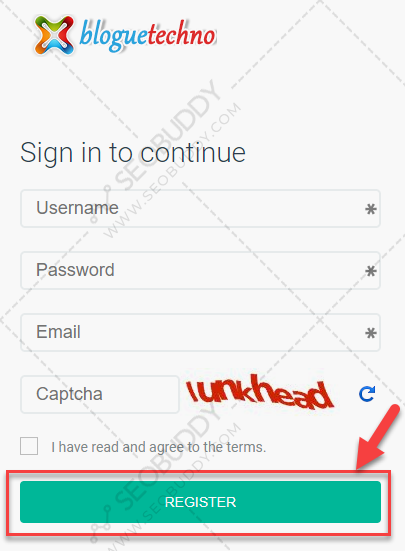 bloguetechno
Sign in to continue
Username *
Password *
Email *
Captcha lunkhead
I have read and agree to the terms.
REGISTER
SEOBUDDY
WWW.SEOBUDDY.COM
SEOBUDDY
WWW.SEOBUDDY.COM